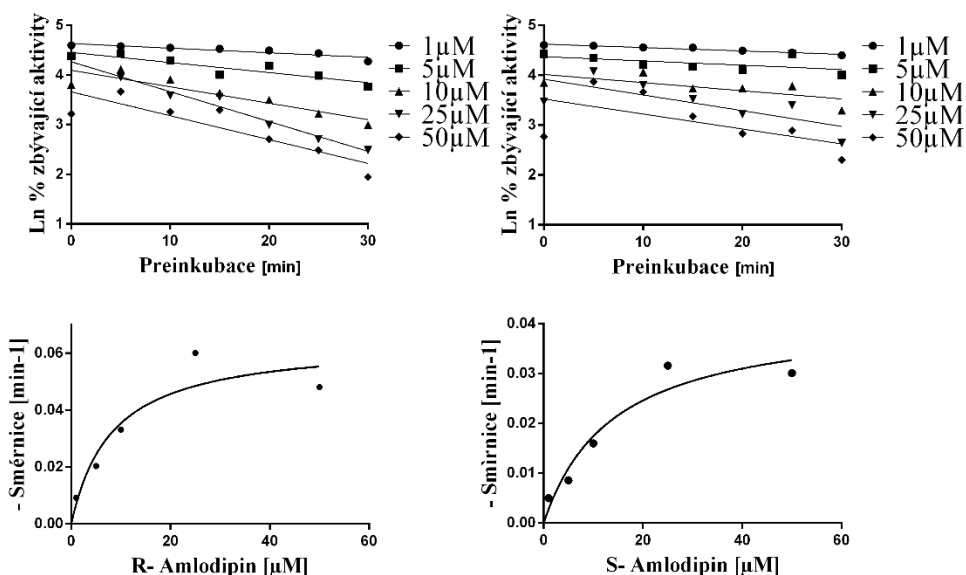 Ln % zbývající aktivity
5
4
3
2
1
0
10
20
30
Preinkubace [min]
1µM
5µM
10µM
25µM
50µM
Ln % zbývající aktivity
5
4
3
2
1
0
10
20
30
Preinkubace [min]
1µM
5µM
10µM
25µM
50µM
- Smérnice [min-1]
0.06
0.04
0.02
0.00
0
20
40
60
R- Amlodipin [µM]
- Smìrnice [min-1]
0.04
0.03
0.02
0.01
0.00
0
20
40
60
S- Amlodipin [µM]